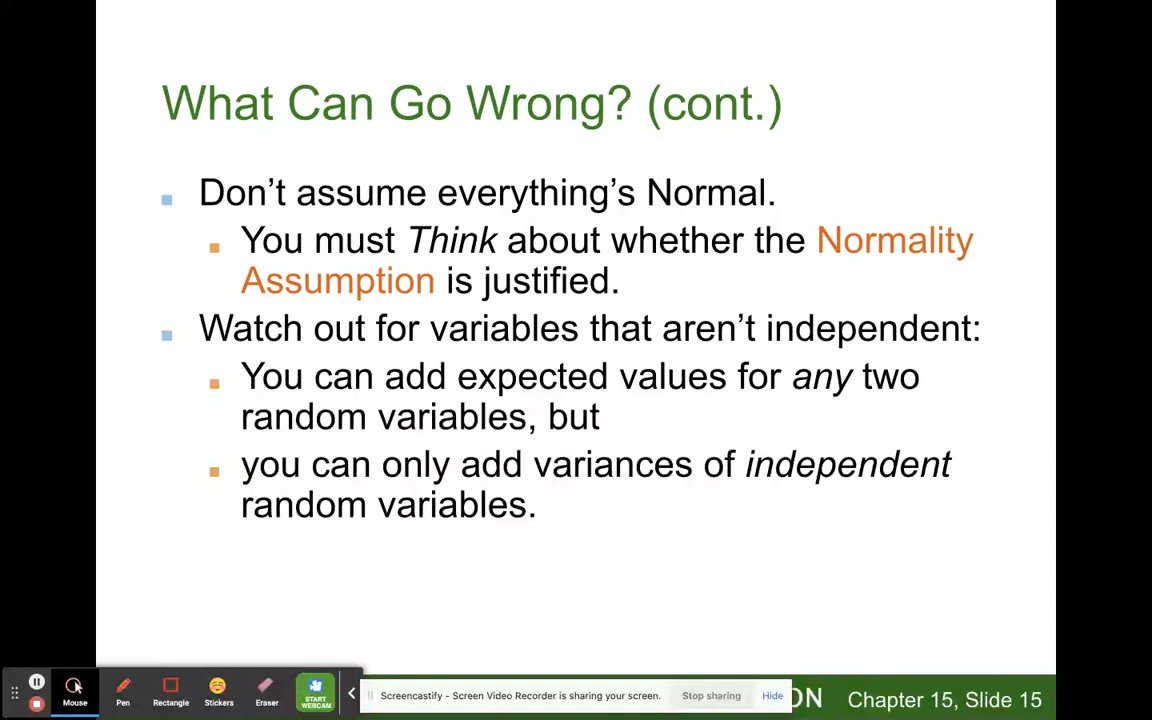 What Can Go Wrong? (cont.)
Don’t assume everything’s Normal.
You must Think about whether the Normality
Assumption is justified.
Watch out for variables that aren’t independent:
You can add expected values for any two
random variables, but
you can only add variances of independent
random variables.
Mouse
Pen
Rectangle
Stickers
Eraser
START
WEBCAM
Screencastify - Screen Video Recorder is sharing your screen.
Stop sharing
Hide
ON
Chapter 15, Slide 15